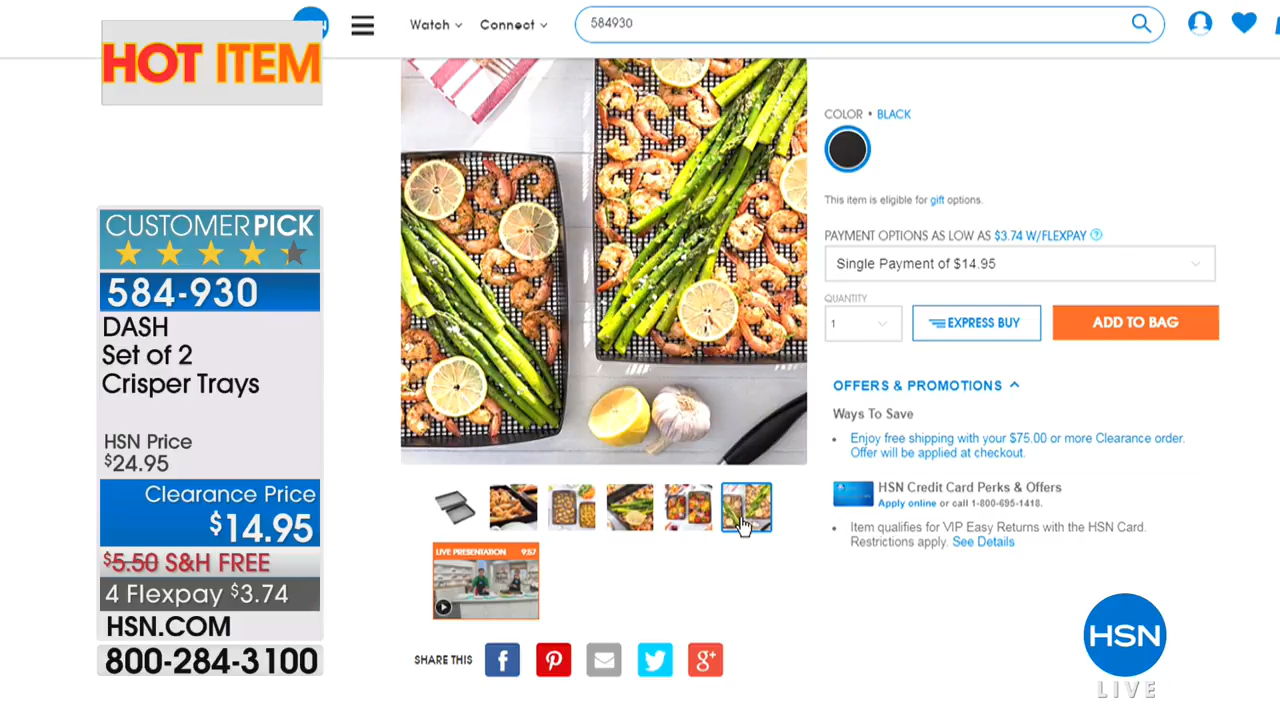 HOT ITEM
Watch
Connect
584930
CUSTOMER PICK
584-930
DASH
Set of 2
Crisper Trays
HSN Price
$24.95
Clearance Price
$14.95
$5.50 S&H FREE
4 Flexpay $3.74
HSN.COM
800-284-3100
LIVE PRESENTATION 9:57
SHARE THIS
COLOR • BLACK
This item is eligible for gift options.
PAYMENT OPTIONS AS LOW AS $3.74 W/FLEXPAY ?
Single Payment of $14.95
QUANTITY
1
EXPRESS BUY
ADD TO BAG
OFFERS & PROMOTIONS
Ways To Save
• Enjoy free shipping with your $75.00 or more Clearance order.
Offer will be applied at checkout.
HSN Credit Card Perks & Offers
Apply online or call 1-800-695-1418.
• Item qualifies for VIP Easy Returns with the HSN Card.
Restrictions apply. See Details
HSN
LIVE